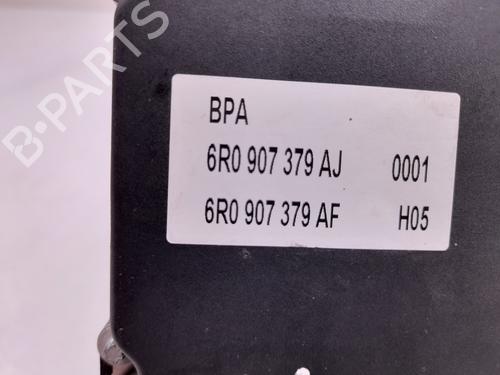 BPA
6R0 907 379 AJ 0001
6R0 907 379 AF H05
B-PARTS